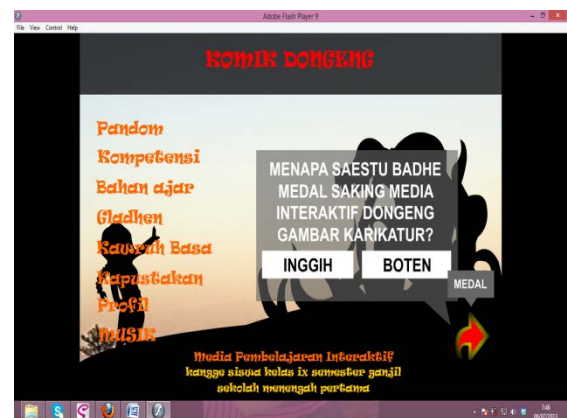 Adobe Flash Player 9
File View Control Help
KOMIK DONGENG
Pandom
Kompetensi
Bahan ajar
Gladhen
Kawruh Basa
Kapustakan
Profil
MUSIK
MENAPA SAESTU BADHE
MEDAL SAKING MEDIA
INTERAKTIF DONGENG
GAMBAR KARIKATUR?
INGGIH BOTEN
MEDAL
Media Pembelajaran Interaktif
kangge siswa kelas ix semester ganjil
sekolah menengah pertama
7:46